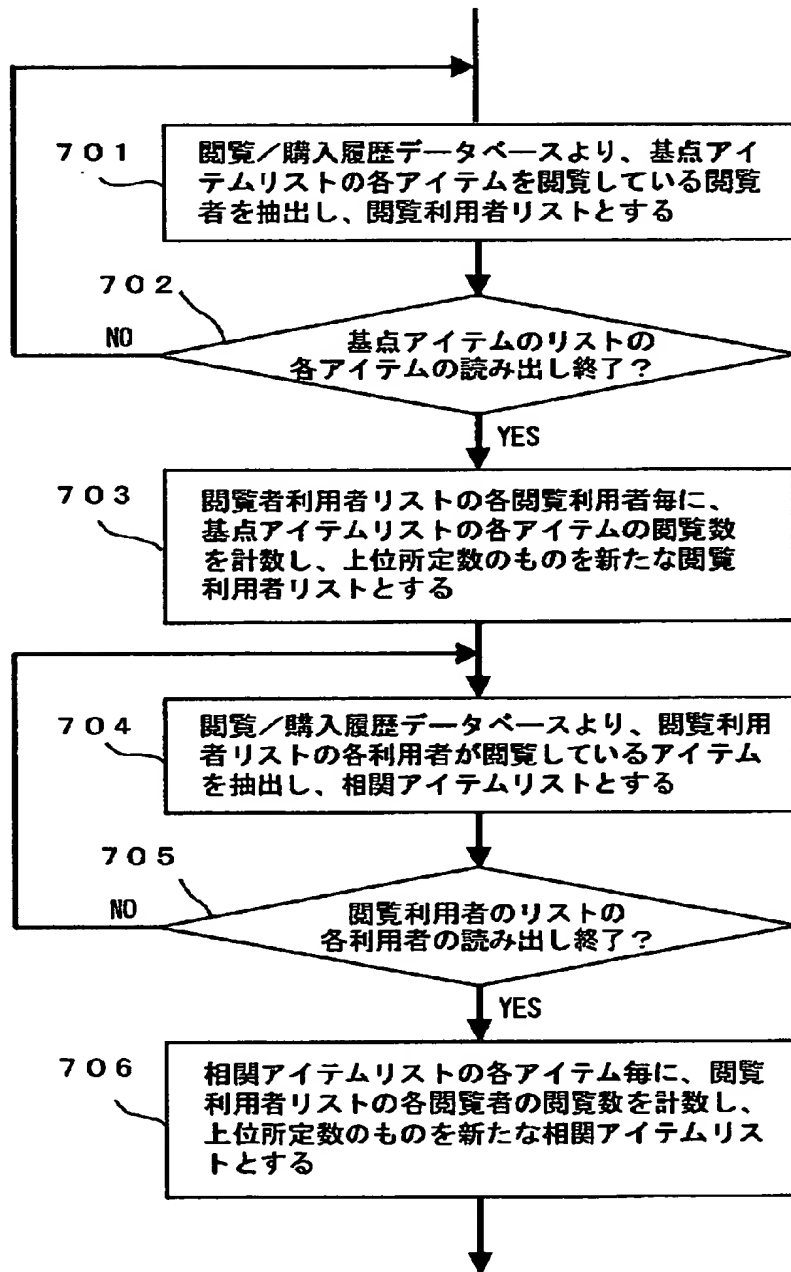 701
閲覧／購入履歴データベースより、基点アイ
テムリストの各アイテムを閲覧している閲覧
者を抽出し、閲覧利用者リストとする
702
NO
基点アイテムのリストの
各アイテムの読み出し終了？
YES
703
閲覧者利用者リストの各閲覧利用者毎に、
基点アイテムリストの各アイテムの閲覧数
を計数し、上位所定数のものを新たな閲覧
利用者リストとする
704
閲覧／購入履歴データベースより、閲覧利用
者リストの各利用者が閲覧しているアイテム
を抽出し、相関アイテムリストとする
705
NO
閲覧利用者のリストの
各利用者の読み出し終了？
YES
706
相関アイテムリストの各アイテム毎に、閲覧
利用者リストの各閲覧者の閲覧数を計数し、
上位所定数のものを新たな相関アイテムリス
トとする